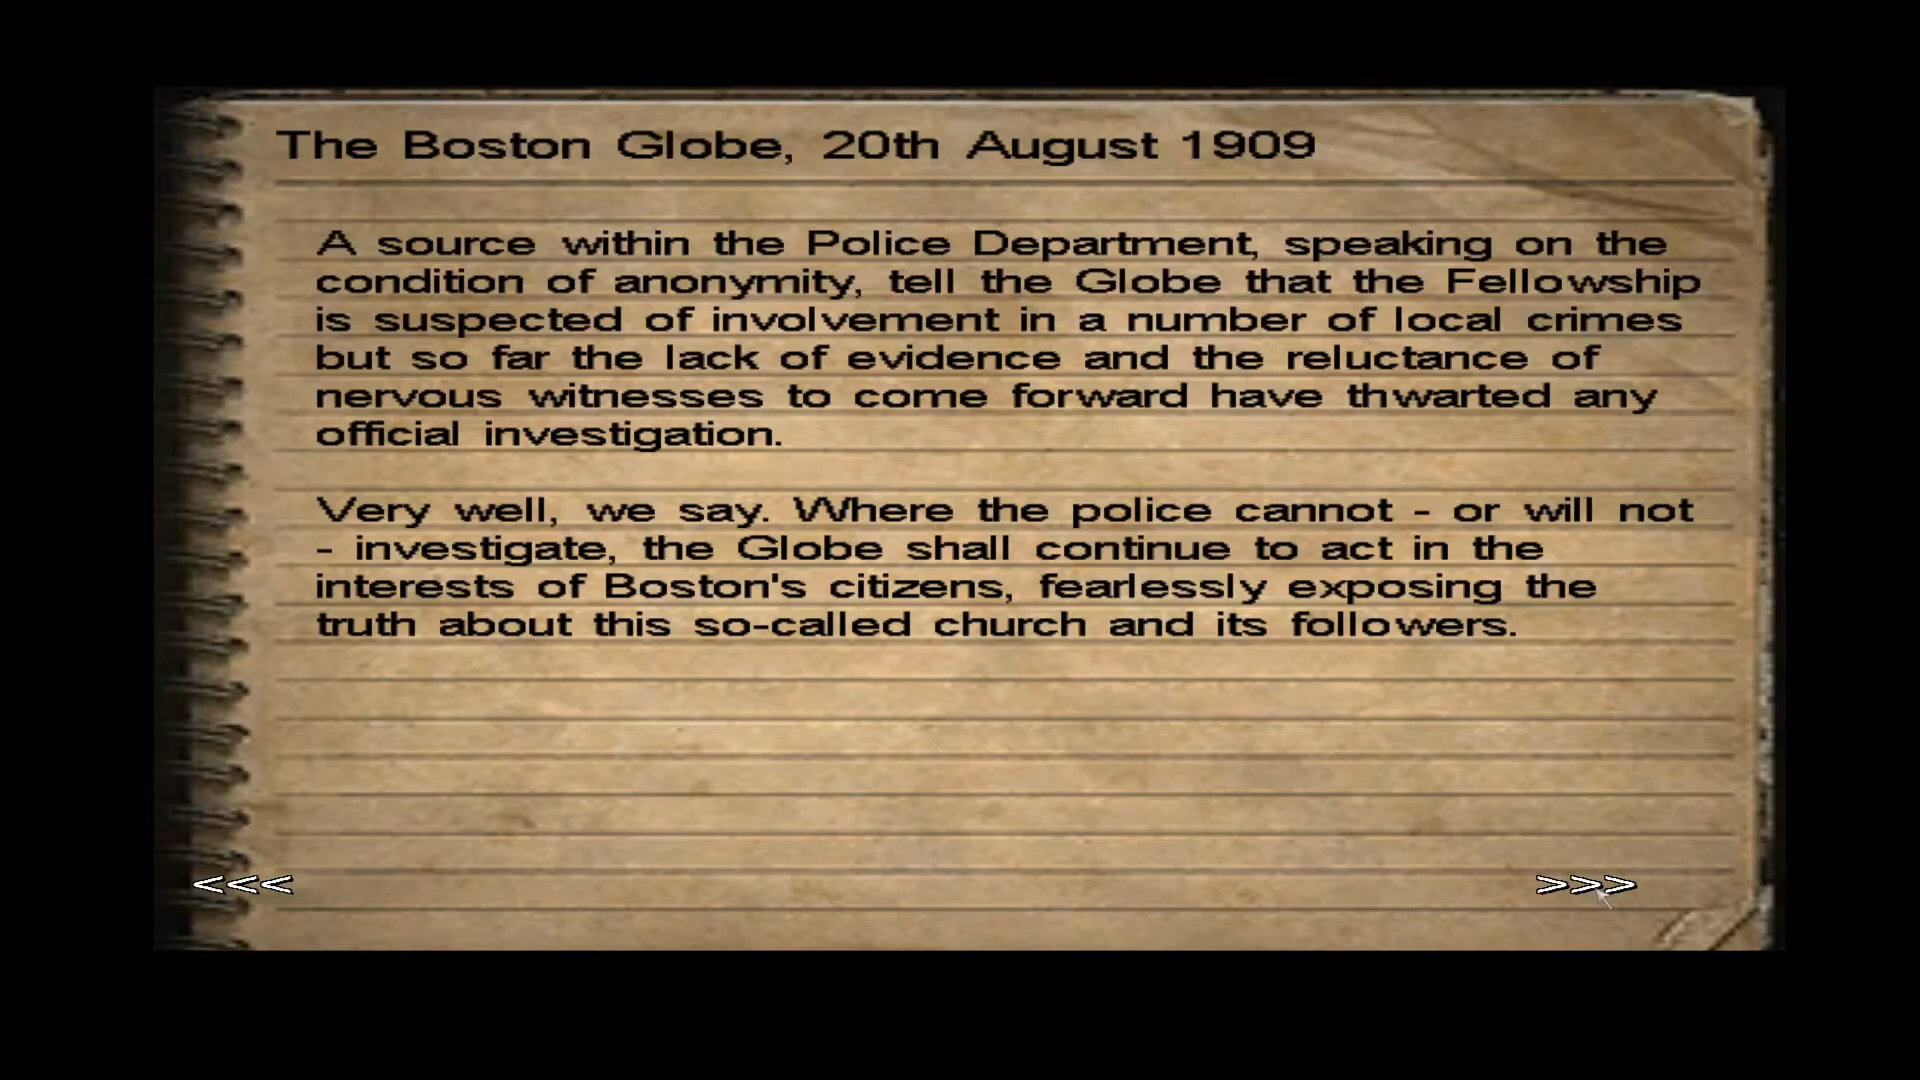 The Boston Globe, 20th August 1909
A source within the Police Department, speaking on the
condition of anonymity, tell the Globe that the Fellowship
is suspected of involvement in a number of local crimes
but so far the lack of evidence and the reluctance of
nervous witnesses to come forward have thwarted any
official investigation.
Very well, we say. Where the police cannot - or will not
- investigate, the Globe shall continue to act in the
interests of Boston's citizens, fearlessly exposing the
truth about this so-called church and its followers.
<<< >>>